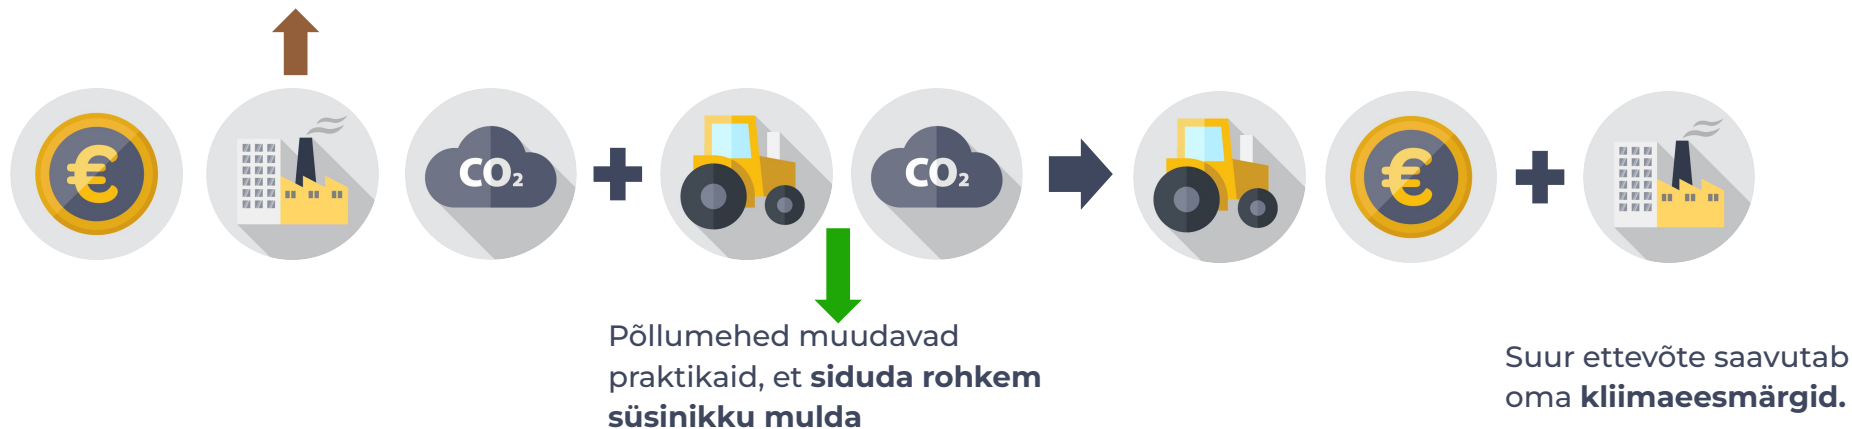 €
CO₂
CO₂
€
Põllumehed muudavad
praktikaid, et siduda rohkem
süsinikku mulda
Suur ettevõte saavutab
oma kliimaeesmärgid.